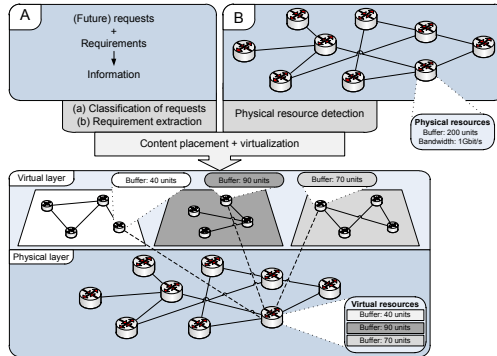 A
(Future) requests
+
Requirements
Information
B
(a) Classification of requests
(b) Requirement extraction
Physical resource detection
Physical resources
Buffer: 200 units
Bandwidth: 1Gbit/s
Content placement + virtualization
Virtual layer
Buffer: 40 units
Buffer: 90 units
Buffer: 70 units
Physical layer
Virtual resources
Buffer: 40 units
Buffer: 90 units
Buffer: 70 units